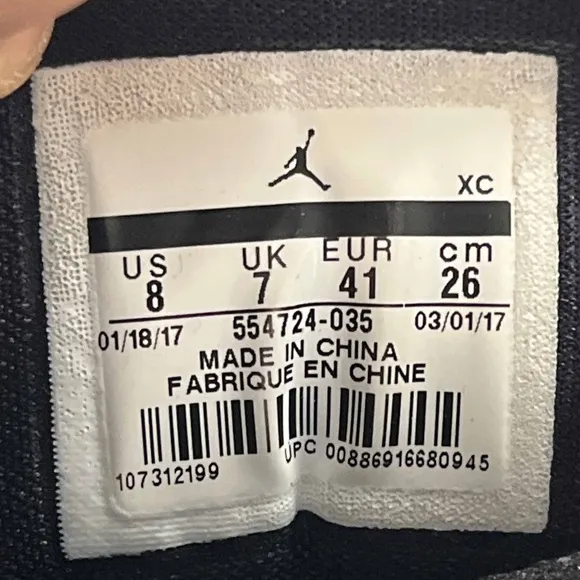 XC
US UK EUR cm
8 7 41 26
01/18/17 554724-035 03/01/17
MADE IN CHINA
FABRIQUE EN CHINE
UPC 00886916680945
107312199